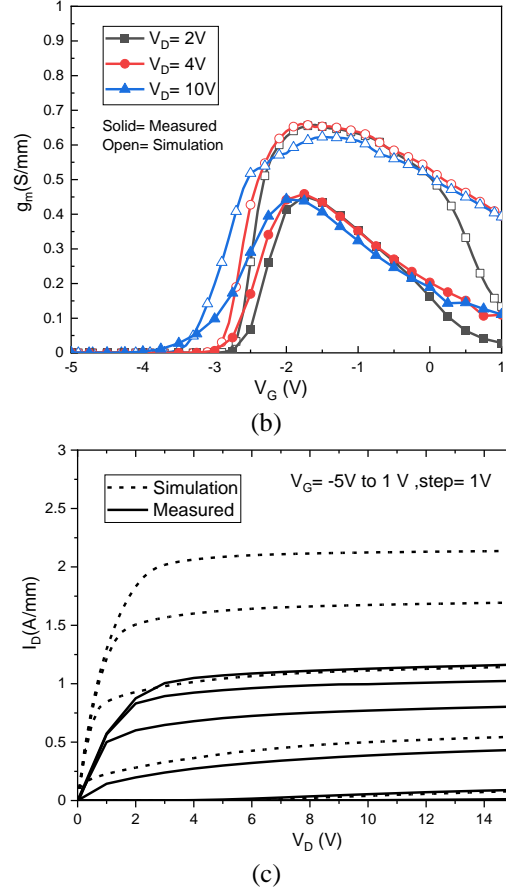 (b)
0.8
0.7
0.6
0.5
0.4
0.3
0.2
0.1
0
g_m(S/mm)
V_D= 2V
V_D= 4V
V_D= 10V
Solid= Measured
Open= Simulation
-5 -4 -3 -2 -1 0 1
V_G (V)
(b)
3
2.5
2
1.5
1
0.5
0
I_D(A/mm)
Simulation
Measured
V_G= -5V to 1 V ,step= 1V
0 2 4 6 8 10 12 14
V_D (V)
(c)